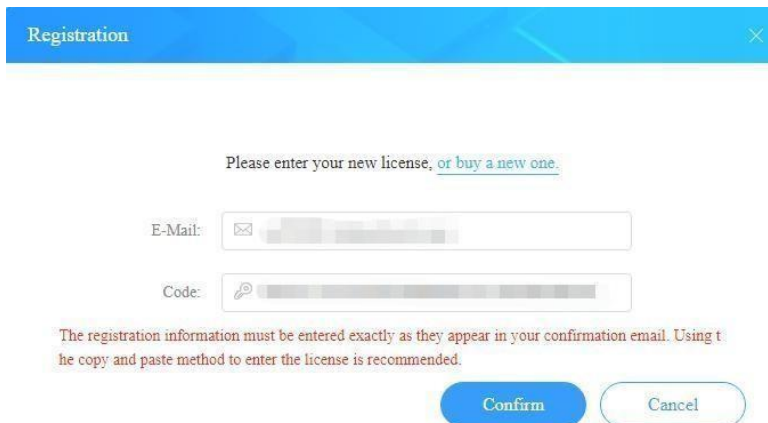 Registration
Please enter your new license, or buy a new one.
E-Mail:
Code:
The registration information must be entered exactly as they appear in your confirmation email. Using t
he copy and paste method to enter the license is recommended.
Confirm
Cancel